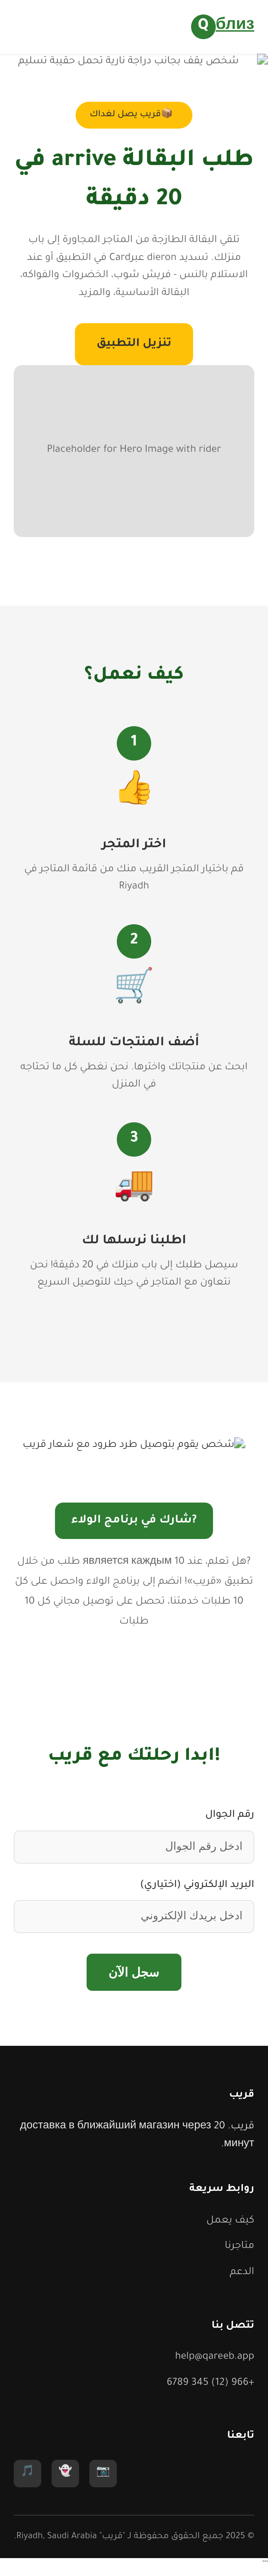 Q близ
شخص يقف بجانب دراجة نارية تحمل حقيبة تسليم
📦قريب يصل لغداك
طلب البقالة arrive في
20 دقيقة
تلقي البقالة الطازجة من المتاجر المجاورة إلى باب
منزلك. تسديد dieron عبرCard في التطبيق أو عند
الاستلام بالنس - فريش شوب، الخضروات والفواكه،
البقالة الأساسية، والمزيد
تنزيل التطبيق
Placeholder for Hero Image with rider
كيف نعمل؟
1
👍
اختر المتجر
قم باختيار المتجر القريب منك من قائمة المتاجر في
Riyadh
2
🛒
أضف المنتجات للسلة
ابحث عن منتجاتك واخترها. نحن نغطي كل ما تحتاجه
في المنزل
3
🚚
اطلبنا نرسلها لك
سيصل طلبك إلى باب منزلك في 20 دقيقة! نحن
نتعاون مع المتاجر في حيك للتوصيل السريع
شخص يقوم بتوصيل طرد طرود مع شعار قريب
?شارك في برنامج الولاء
?هل تعلم، عند 10 является каждым طلب من خلال
تطبيق «قريب»! انضم إلى برنامج الولاء واحصل على كلّ
10 طلبات خدمتنا، تحصل على توصيل مجاني كل 10
طلبات
!ابدا رحلتك مع قريب
رقم الجوال
ادخل رقم الجوال
البريد الإلكتروني (اختياري)
ادخل بريدك الإلكتروني
سجل الآن
قريب
قريب. 20 доставка в ближайший магазин через
минут.
روابط سريعة
كيف يعمل
متاجرنا
الدعم
تتصل بنا
help@qareeb.app
+966 (12) 345 6789
تابعنا
📷 👻 🎵
© 2025 جميع الحقوق محفوظة لـ "قريب" Riyadh, Saudi Arabia.